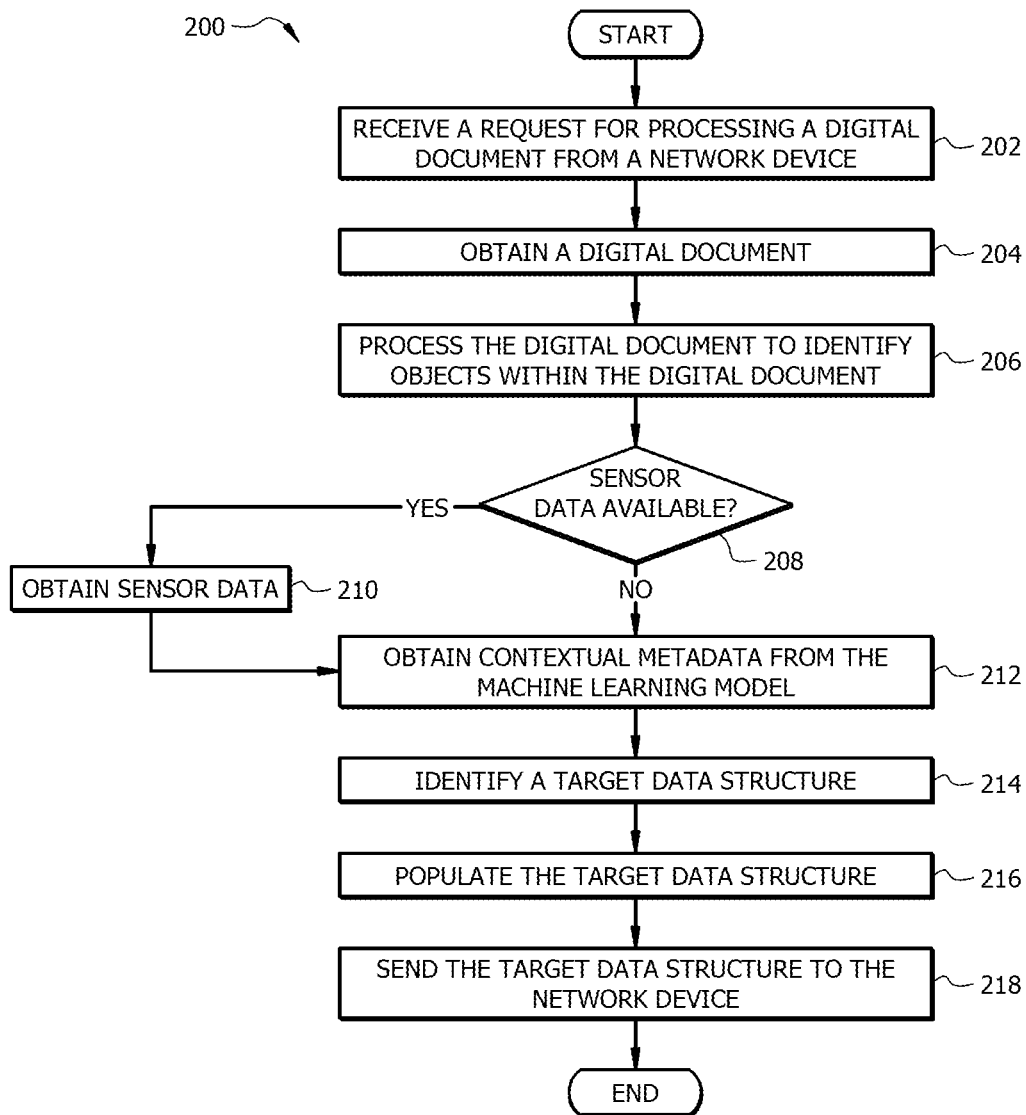 200
START
RECEIVE A REQUEST FOR PROCESSING A DIGITAL
DOCUMENT FROM A NETWORK DEVICE
202
OBTAIN A DIGITAL DOCUMENT
204
PROCESS THE DIGITAL DOCUMENT TO IDENTIFY
OBJECTS WITHIN THE DIGITAL DOCUMENT
206
SENSOR
DATA AVAILABLE?
208
YES
OBTAIN SENSOR DATA
210
NO
OBTAIN CONTEXTUAL METADATA FROM THE
MACHINE LEARNING MODEL
212
IDENTIFY A TARGET DATA STRUCTURE
214
POPULATE THE TARGET DATA STRUCTURE
216
SEND THE TARGET DATA STRUCTURE TO THE
NETWORK DEVICE
218
END